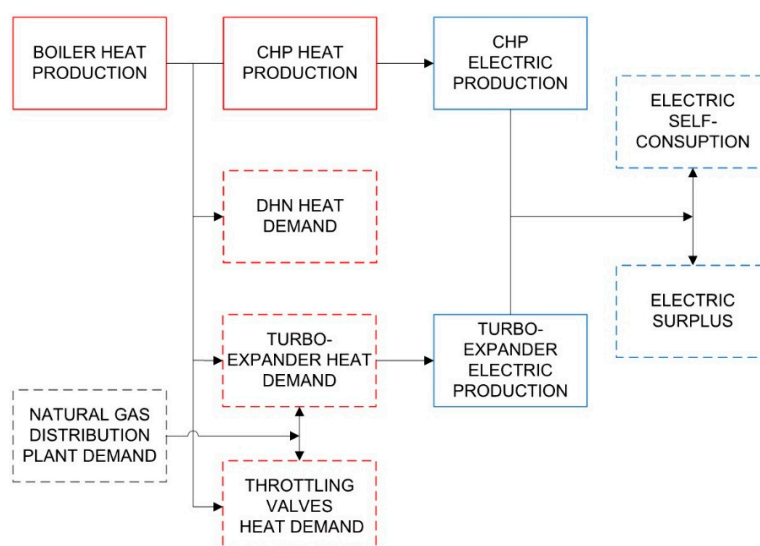 BOILER HEAT
PRODUCTION
CHP HEAT
PRODUCTION
CHP
ELECTRIC
PRODUCTION
ELECTRIC
SELF-
CONSUPTION
DHN HEAT
DEMAND
ELECTRIC
SURPLUS
TURBO-
EXPANDER HEAT
DEMAND
TURBO-
EXPANDER
ELECTRIC
PRODUCTION
NATURAL GAS
DISTRIBUTION
PLANT DEMAND
THROTTLING
VALVES
HEAT DEMAND